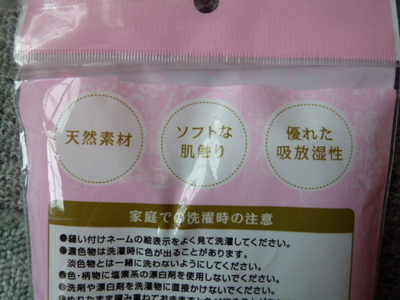 天然素材
ソフトな
肌触り
優れた
吸放湿性
家庭での洗濯時の注意
●縫い付けネームの絵表示をよく見て洗濯してください。
●濃色物は洗濯時に色が出ることがあります。
淡色物とは一緒に洗わないようにしてください。
●色・柄物に塩素系の漂白剤を使用しないでください。
●洗剤や漂白剤を洗濯物に直接かけないでください。